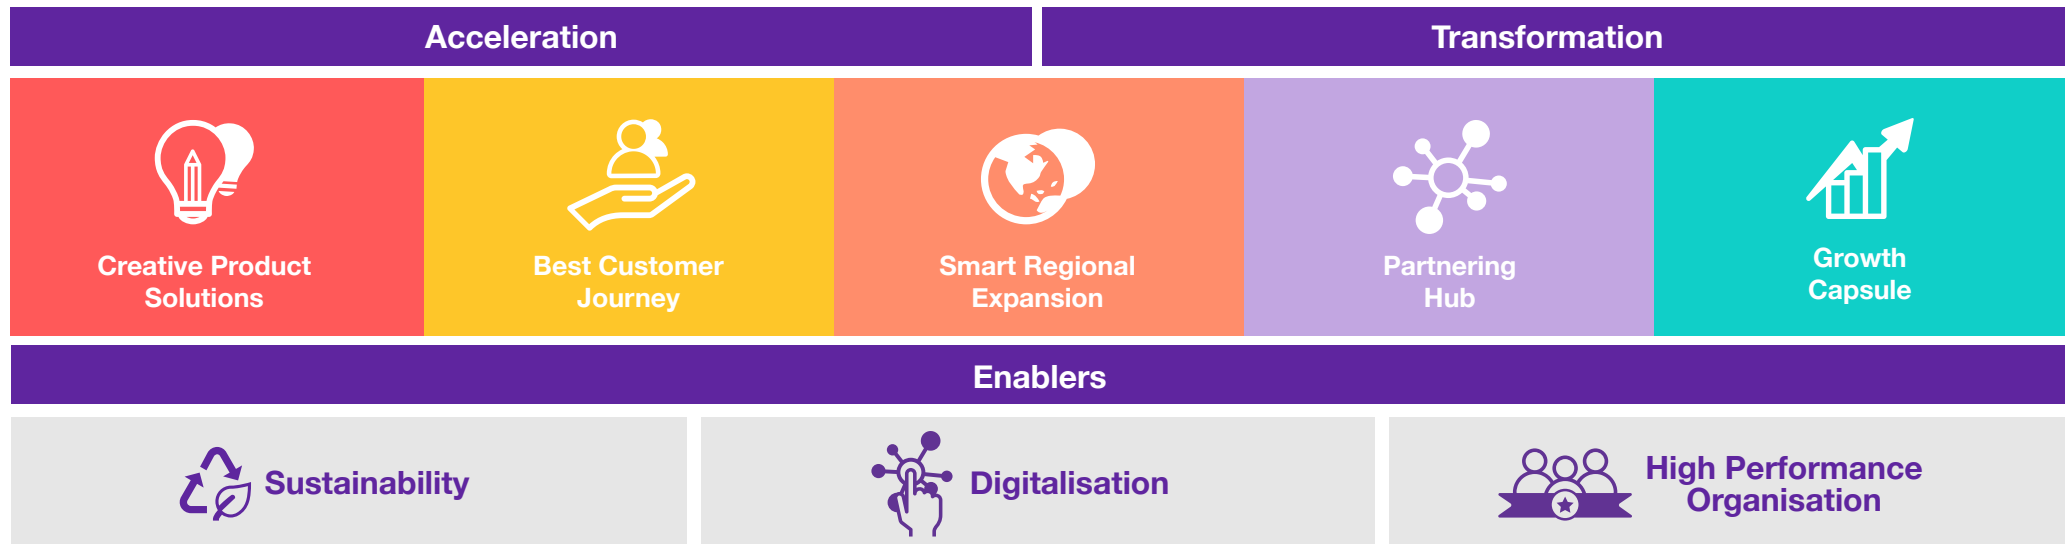 Acceleration
Transformation
Creative Product
Solutions
Best Customer
Journey
Smart Regional
Expansion
Partnering
Hub
Growth
Capsule
Enablers
Sustainability
Digitalisation
High Performance
Organisation